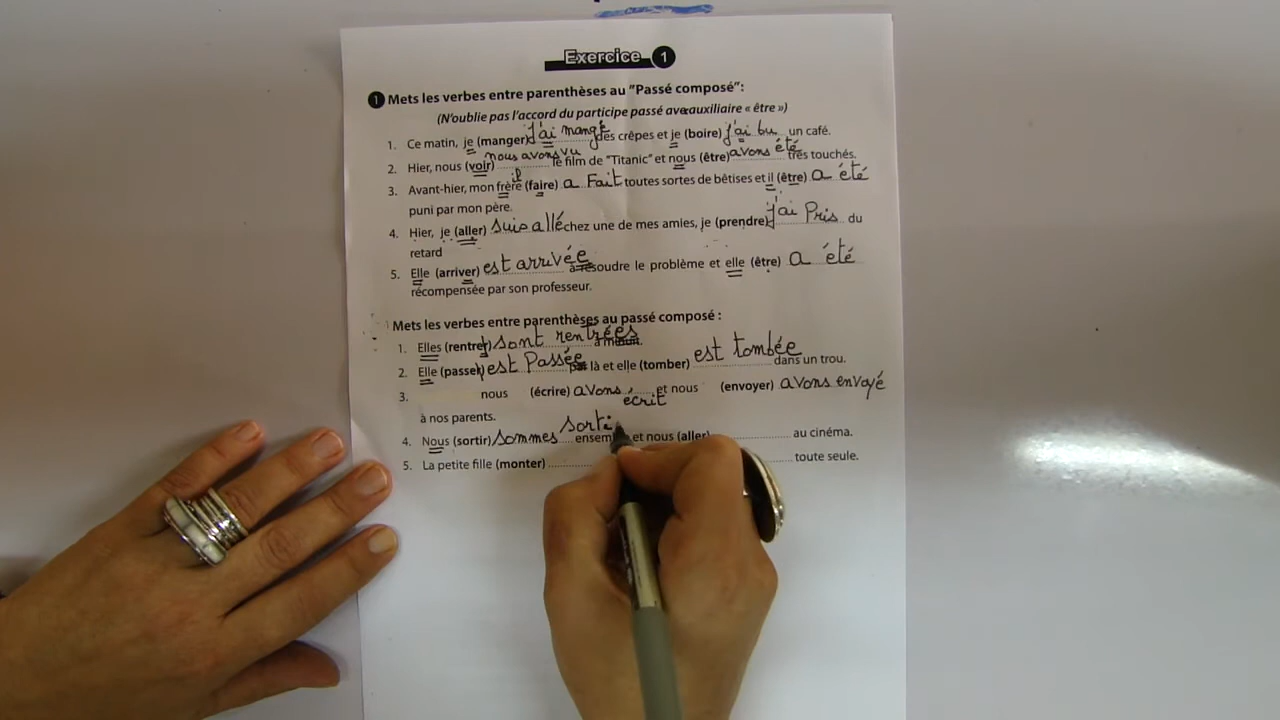 Exercice 1
1 Mets les verbes entre parenthèses au "Passé composé":
(N'oublie pas l'accord du participe passé avec auxiliaire « être »)
1. Ce matin, je (manger) j'ai mangé des crêpes et je (boire) j'ai bu un café.
2. Hier, nous (voir) nous avons vu le film de "Titanic" et nous (être) avons été très touchés.
3. Avant-hier, mon frère il (faire) a Fait toutes sortes de bêtises et il (être) a été
puni par mon père.
4. Hier, je (aller) suis allé chez une de mes amies, je (prendre) j'ai Pris du
retard
5. Elle (arriver) est arrivée à résoudre le problème et elle (être) a été
récompensée par son professeur.
Mets les verbes entre parenthèses au passé composé :
1. Elles (rentrer) sont rentrées à minuit.
2. Elle (passer) est Passée par là et elle (tomber) est tombée dans un trou.
3. nous (écrire) avons écrit et nous (envoyer) avons envoyé
à nos parents.
4. Nous (sortir) sommes sorti ensem et nous (aller) au cinéma.
5. La petite fille (monter) toute seule.